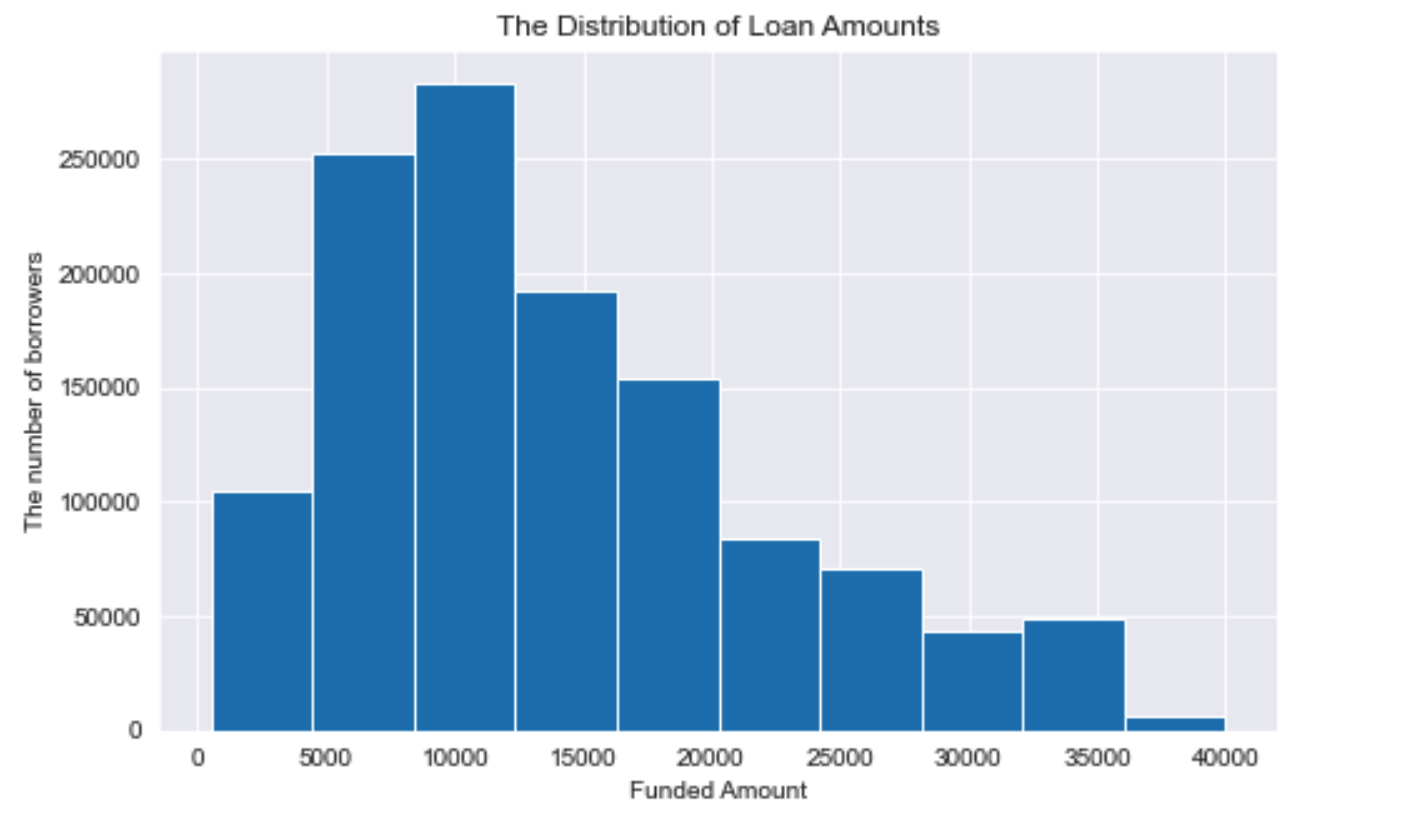 The Distribution of Loan Amounts
250000
200000
150000
100000
50000
0
The number of borrowers
0 5000 10000 15000 20000 25000 30000 35000 40000
Funded Amount